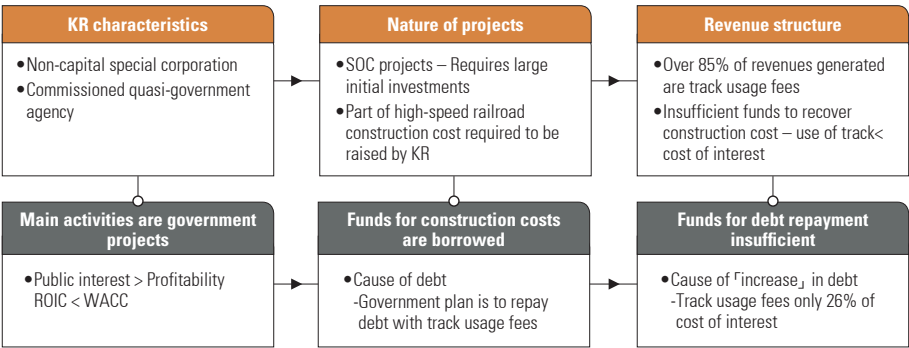 KR characteristics
•Non-capital special corporation
•Commissioned quasi-government
agency
Nature of projects
•SOC projects – Requires large
initial investments
•Part of high-speed railroad
construction cost required to be
raised by KR
Revenue structure
•Over 85% of revenues generated
are track usage fees
•Insufficient funds to recover
construction cost – use of track<
cost of interest
Main activities are government
projects
•Public interest > Profitability
ROIC < WACC
Funds for construction costs
are borrowed
•Cause of debt
-Government plan is to repay
debt with track usage fees
Funds for debt repayment
insufficient
•Cause of「increase」in debt
-Track usage fees only 26% of
cost of interest